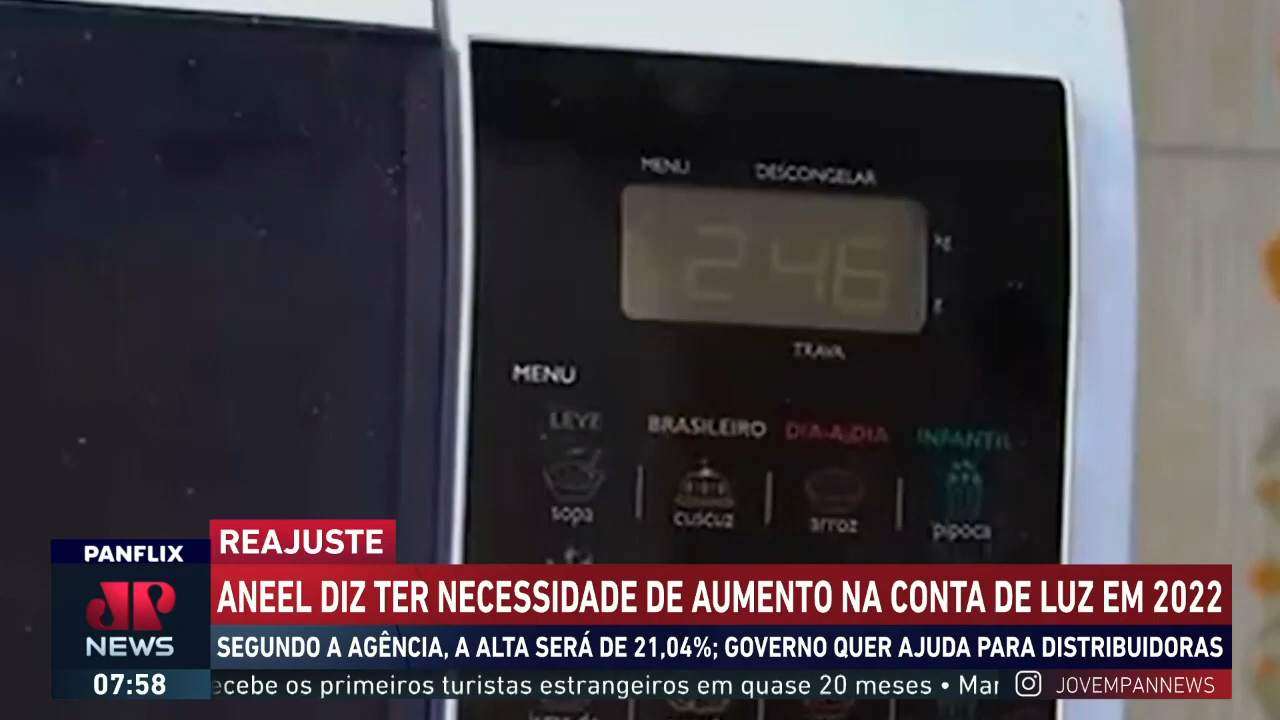 MENU DESCONGELAR
kg
246
g
TRAVA
MENU
LEVE BRASILEIRO DIA-A-DIA INFANTIL
sopa cuscuz arroz pipoca
REAJUSTE
PANFLIX
JP
NEWS
ANEEL DIZ TER NECESSIDADE DE AUMENTO NA CONTA DE LUZ EM 2022
SEGUNDO A AGÊNCIA, A ALTA SERÁ DE 21,04%; GOVERNO QUER AJUDA PARA DISTRIBUIDORAS
07:58 ecebe os primeiros turistas estrangeiros em quase 20 meses • Mar JOVEMPANNEWS